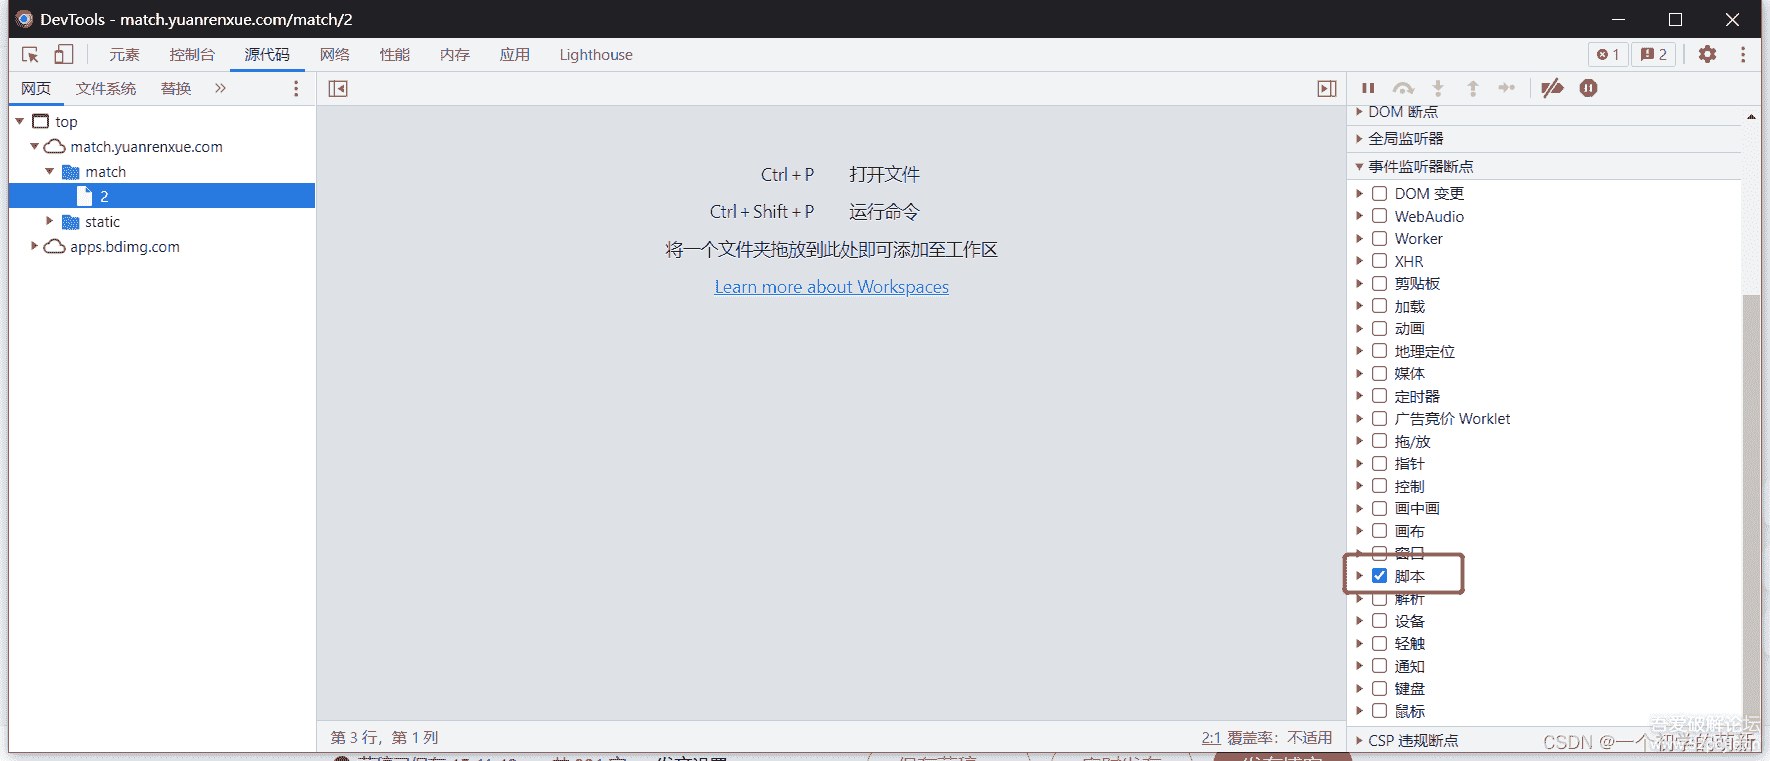 DevTools - match.yuanrenxue.com/match/2
元素 控制台 源代码 网络 性能 内存 应用 Lighthouse 1 2
网页 文件系统 替换 »
top
match.yuanrenxue.com
match
2
static
apps.bdimg.com
Ctrl + P 打开文件
Ctrl + Shift + P 运行命令
将一个文件夹拖放到此处即可添加至工作区
Learn more about Workspaces
第 3 行，第 1 列
2:1 覆盖率：不适用
DOM 断点
全局监听器
事件监听器断点
DOM 变更
WebAudio
Worker
XHR
剪贴板
加载
动画
地理定位
媒体
定时器
广告竞价 Worklet
拖/放
指针
控制
画中画
画布
窗口
脚本
解析
设备
轻触
通知
键盘
鼠标
CSP 违规断点
吾爱破解论坛
CSDN @一个初学的萌新